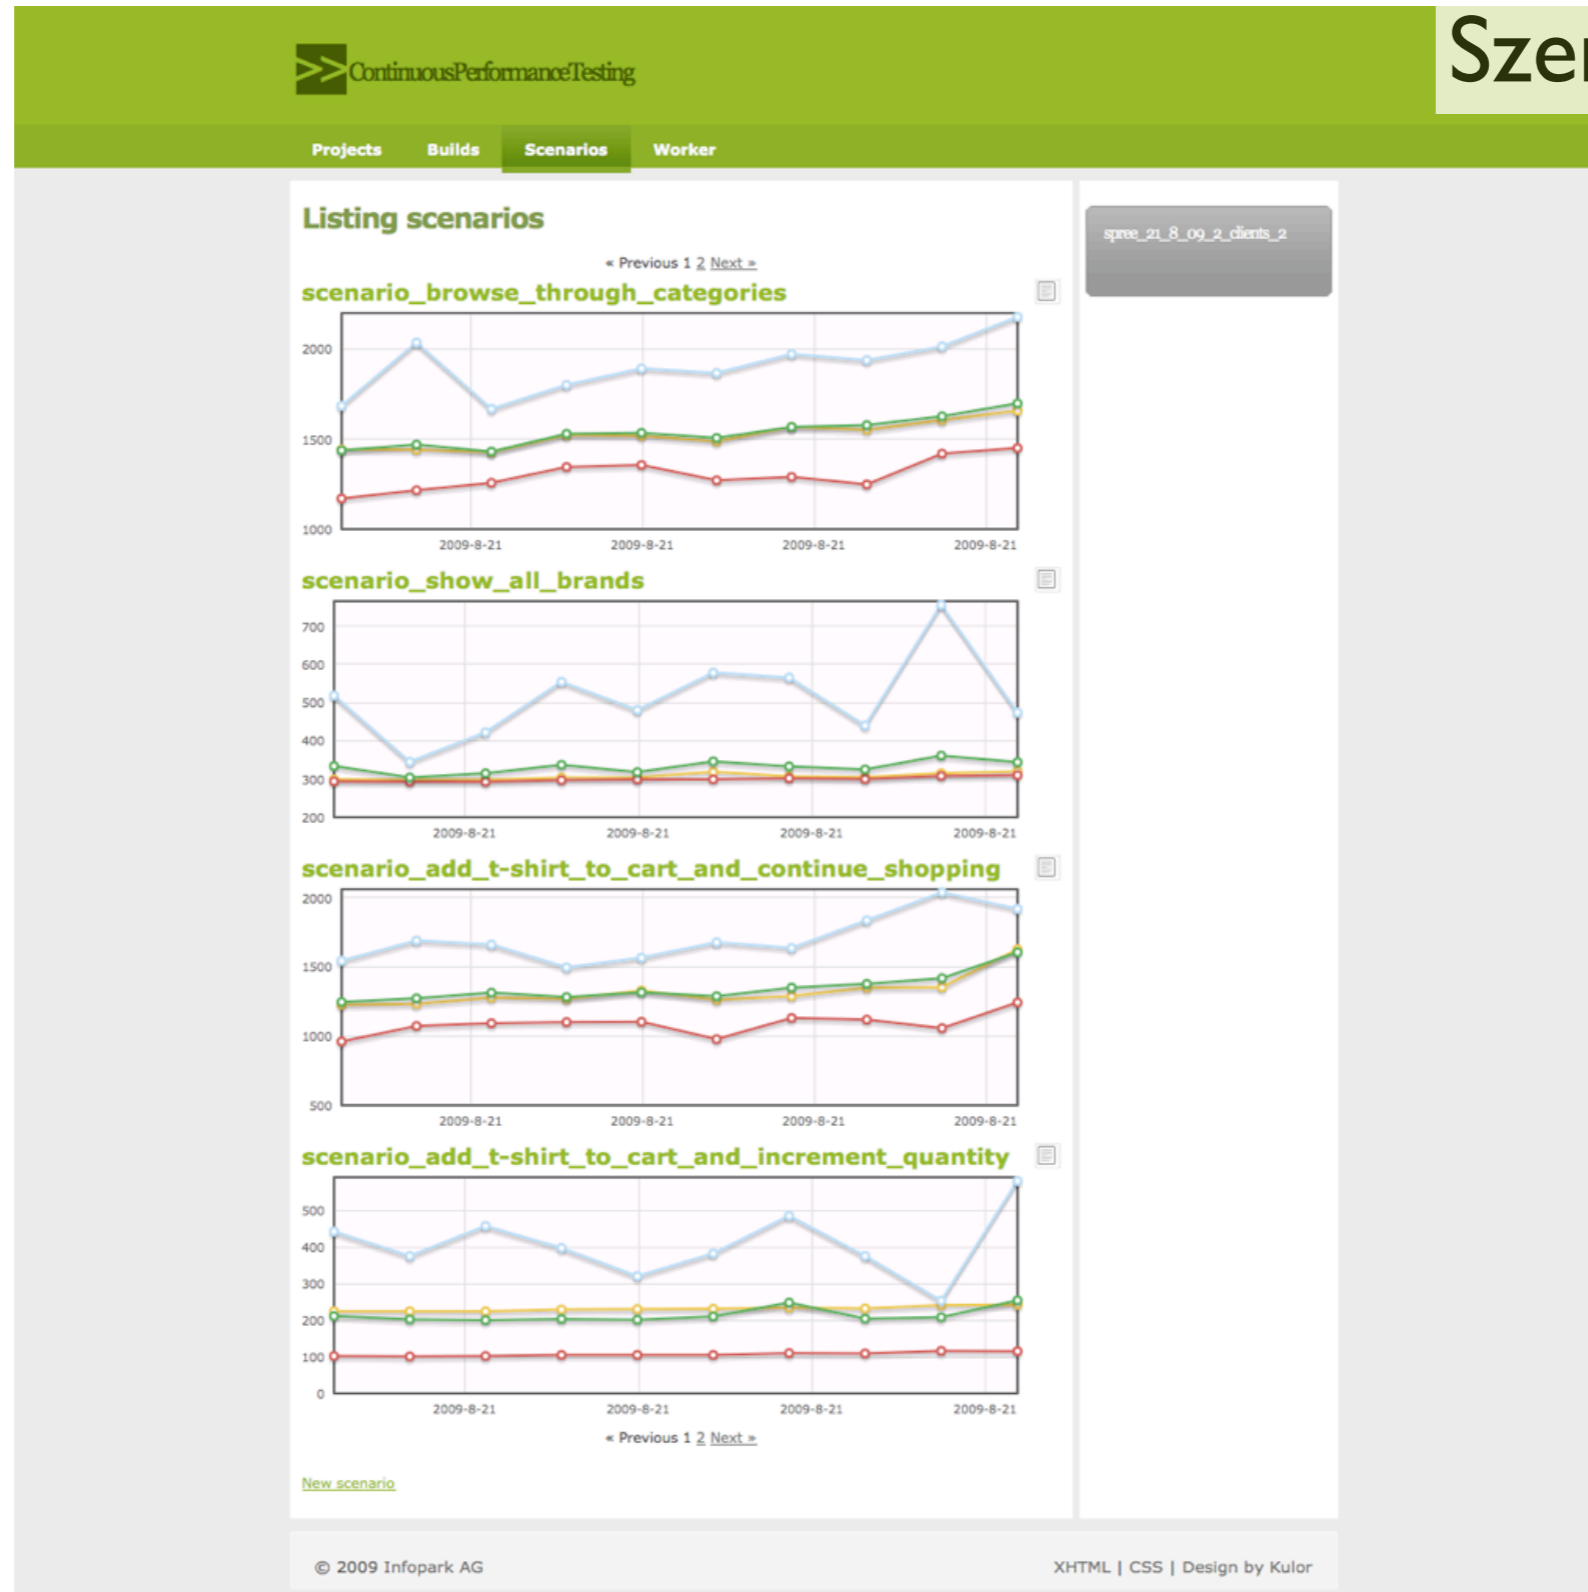 Szer
>>ContinuousPerformanceTesting
Projects Builds Scenarios Worker
Listing scenarios
« Previous 1 2 Next »
spree_21_8_09_2_clients_2
scenario_browse_through_categories
2000
1500
1000
2009-8-21 2009-8-21 2009-8-21 2009-8-21
scenario_show_all_brands
700
600
500
400
300
200
2009-8-21 2009-8-21 2009-8-21 2009-8-21
scenario_add_t-shirt_to_cart_and_continue_shopping
2000
1500
1000
500
2009-8-21 2009-8-21 2009-8-21 2009-8-21
scenario_add_t-shirt_to_cart_and_increment_quantity
500
400
300
200
100
0
2009-8-21 2009-8-21 2009-8-21 2009-8-21
« Previous 1 2 Next »
New scenario
© 2009 Infopark AG
XHTML | CSS | Design by Kulor